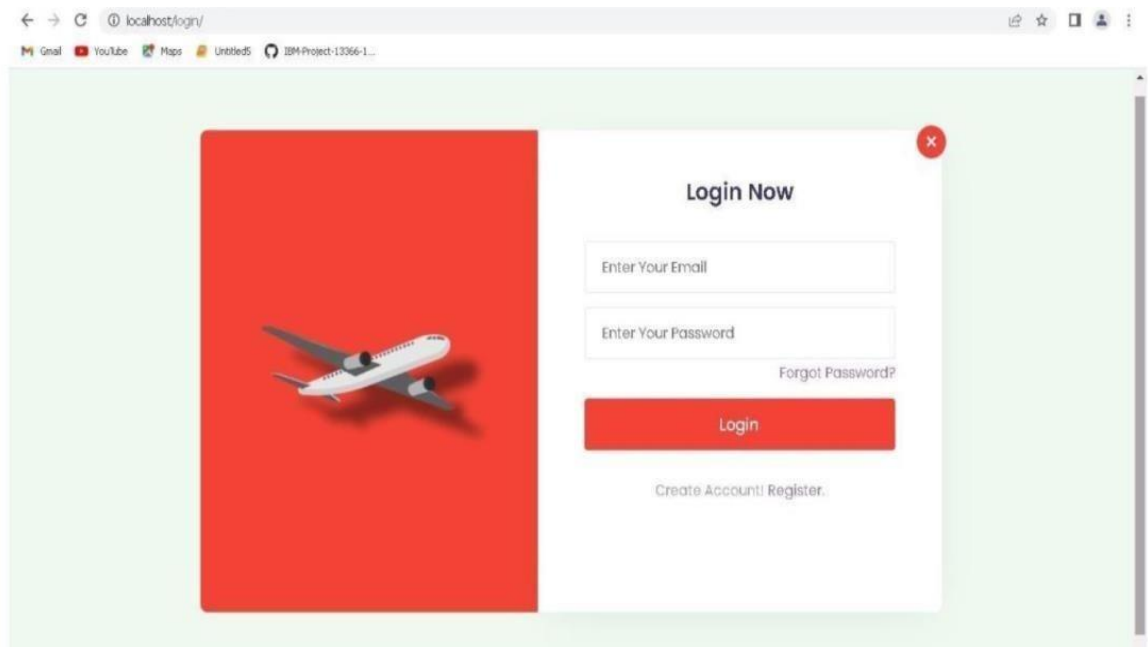 localhost/login/
Gmail YouTube Maps Untitled5 IBM-Project-13366-1...
Login Now
Enter Your Email
Enter Your Password
Forgot Password?
Login
Create Account! Register.